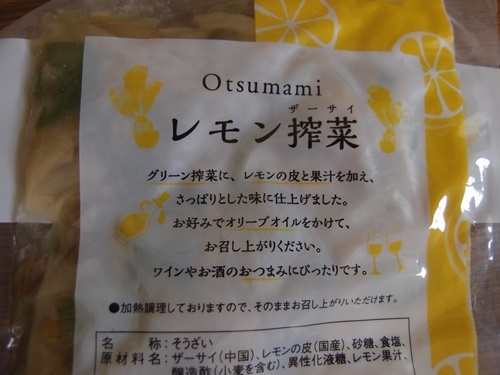 Otsumami
ザーサイ
レモン搾菜
グリーン搾菜に、レモンの皮と果汁を加え、
さっぱりとした味に仕上げました。
お好みでオリーブオイルをかけて、
お召し上がりください。
ワインやお酒のおつまみにぴったりです。
●加熱調理しておりますので、そのままお召し上がりいただけます。
名 称:そうざい
原材料名:ザーサイ(中国)、レモンの皮(国産)、砂糖、食塩、
醸造酢(小麦を含む)、異性化液糖、レモン果汁、